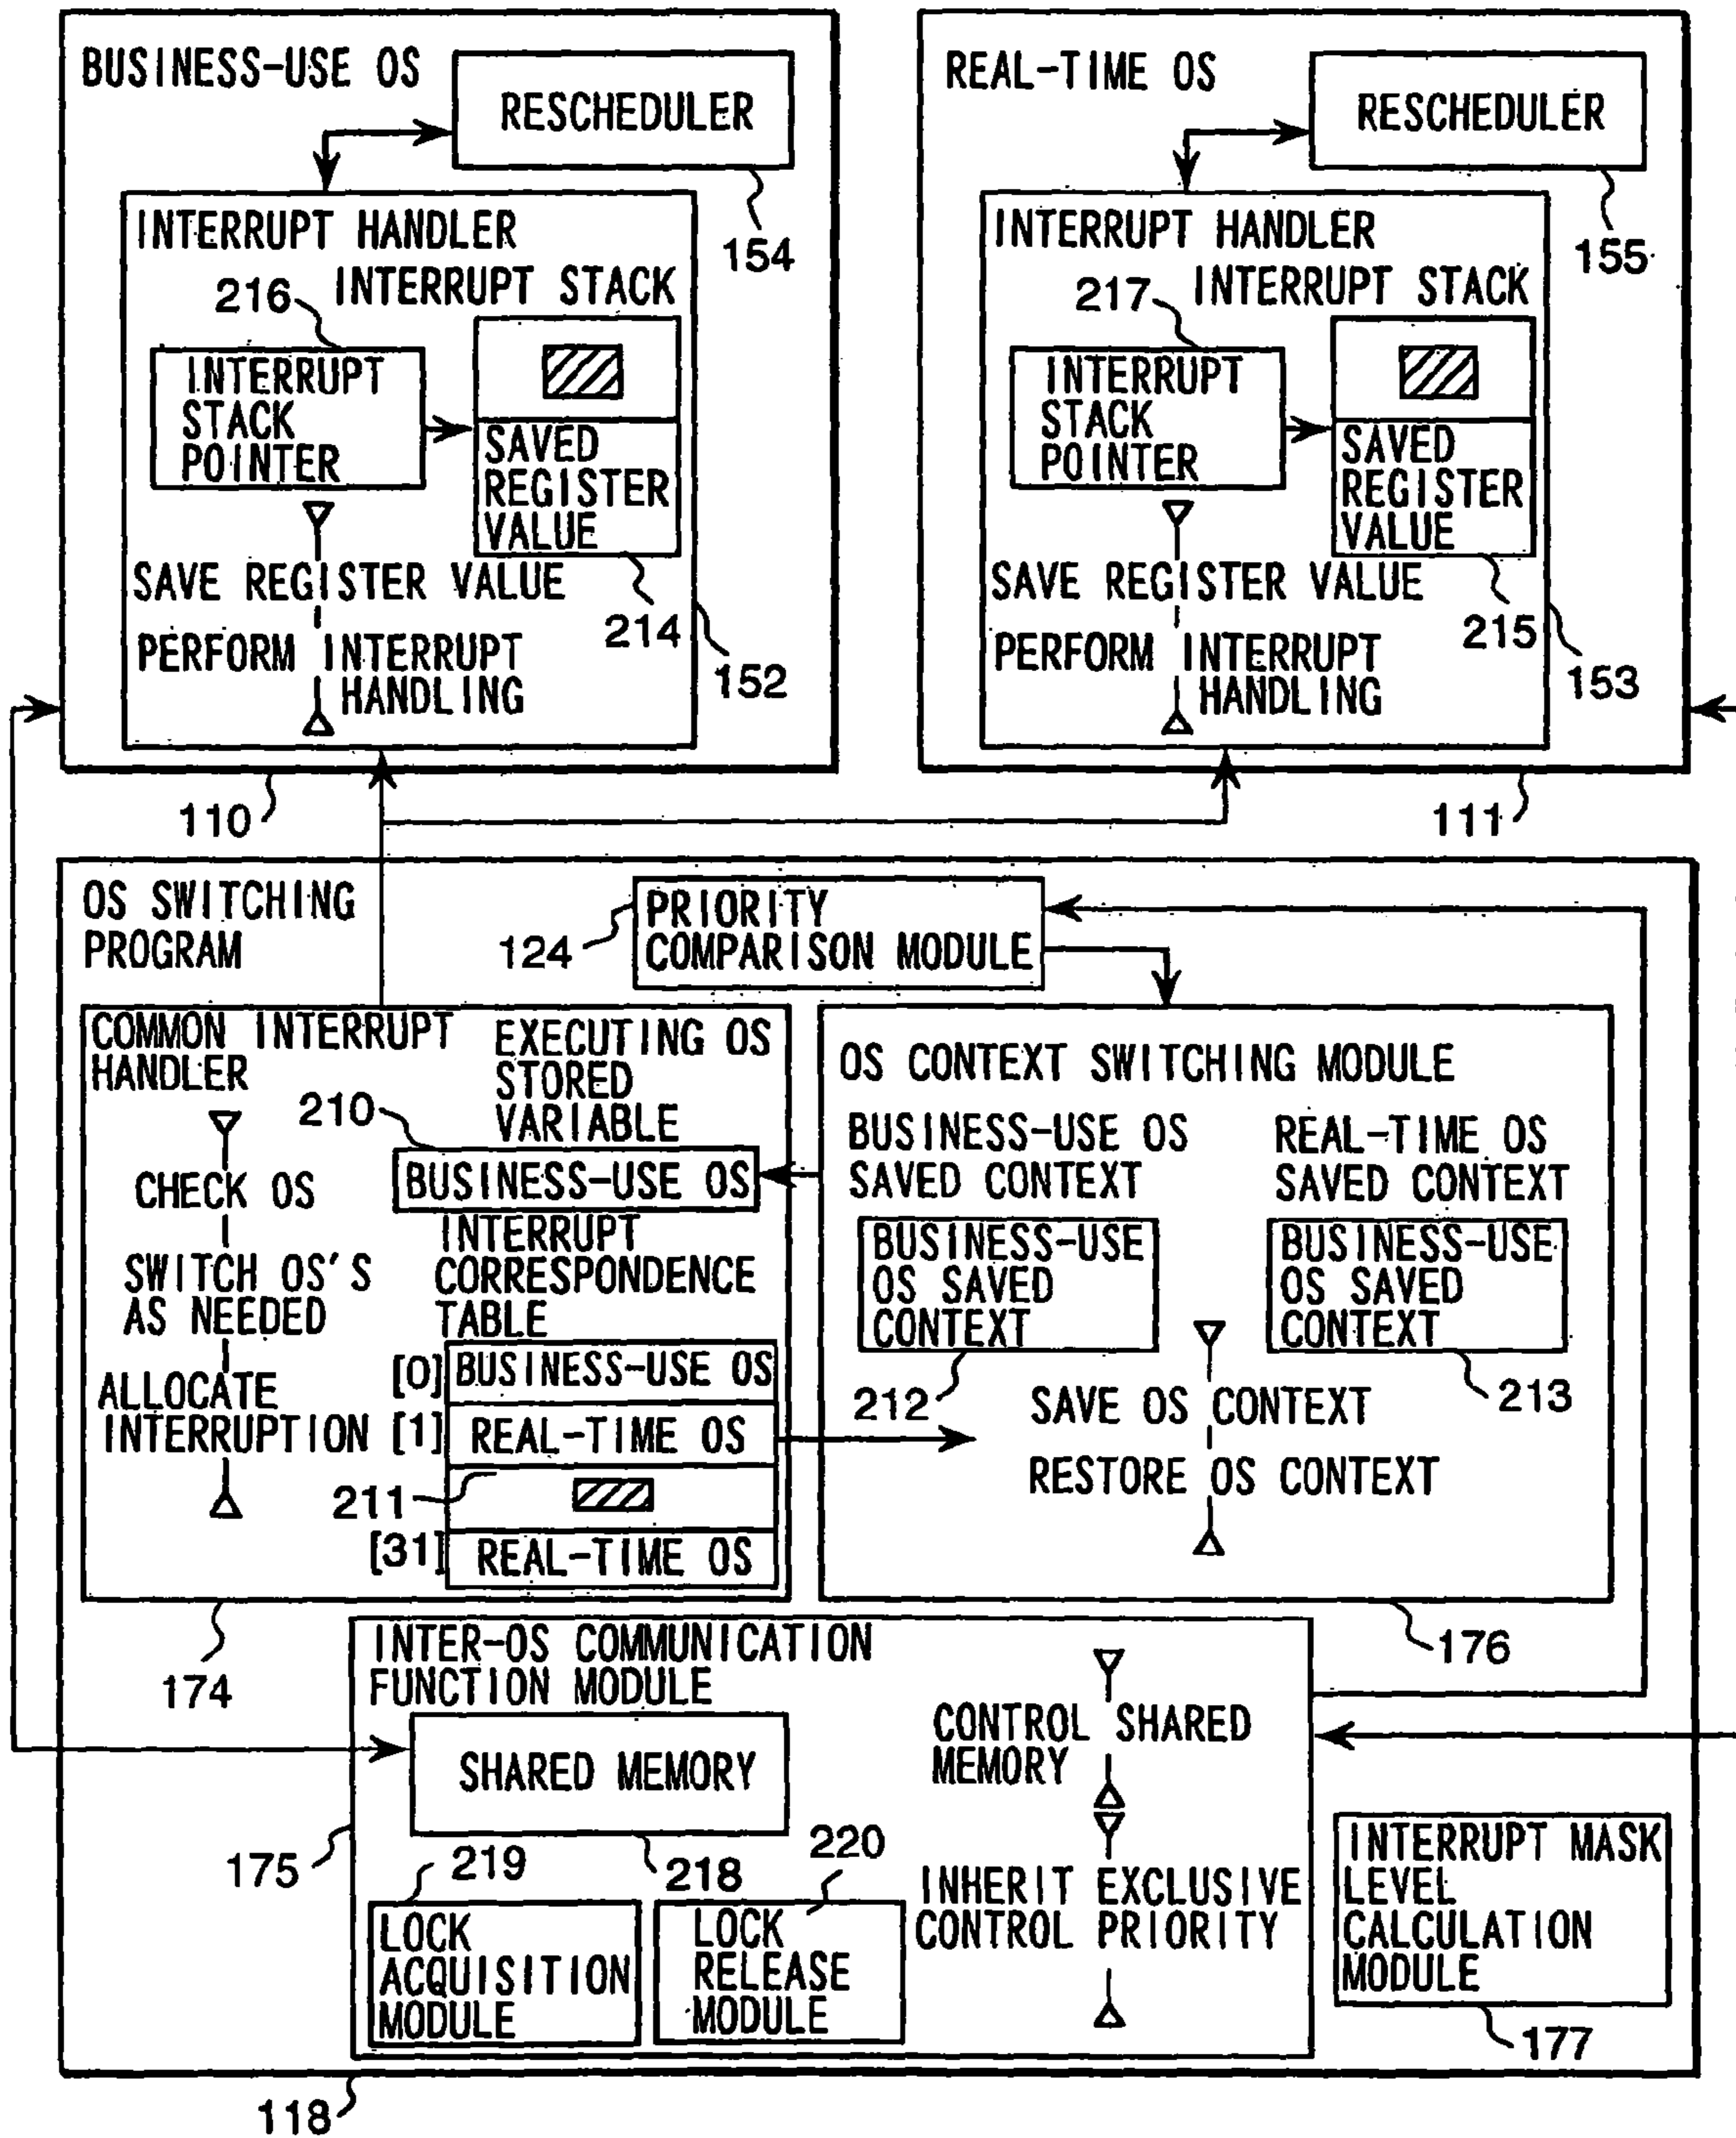 BUSINESS-USE OS
RESCHEDULER
154
INTERRUPT HANDLER
216
INTERRUPT STACK
INTERRUPT
STACK
POINTER
SAVED
REGISTER
VALUE
214
SAVE REGISTER VALUE
PERFORM INTERRUPT
HANDLING
152
110
REAL-TIME OS
RESCHEDULER
155
INTERRUPT HANDLER
217
INTERRUPT STACK
INTERRUPT
STACK
POINTER
SAVED
REGISTER
VALUE
215
SAVE REGISTER VALUE
PERFORM INTERRUPT
HANDLING
153
111
OS SWITCHING
PROGRAM
124
PRIORITY
COMPARISON MODULE
COMMON INTERRUPT
HANDLER
EXECUTING OS
STORED
VARIABLE
210
BUSINESS-USE OS
CHECK OS
SWITCH OS'S
AS NEEDED
ALLOCATE
INTERRUPTION
INTERRUPT
CORRESPONDENCE
TABLE
[0] BUSINESS-USE OS
[1] REAL-TIME OS
211
[31] REAL-TIME OS
174
OS CONTEXT SWITCHING MODULE
BUSINESS-USE OS
SAVED CONTEXT
BUSINESS-USE
OS SAVED
CONTEXT
212
REAL-TIME OS
SAVED CONTEXT
BUSINESS-USE
OS SAVED
CONTEXT
213
SAVE OS CONTEXT
RESTORE OS CONTEXT
176
INTER-OS COMMUNICATION
FUNCTION MODULE
SHARED MEMORY
218
CONTROL SHARED
MEMORY
175
219
LOCK
ACQUISITION
MODULE
220
LOCK
RELEASE
MODULE
INHERIT EXCLUSIVE
CONTROL PRIORITY
INTERRUPT MASK
LEVEL
CALCULATION
MODULE
177
118